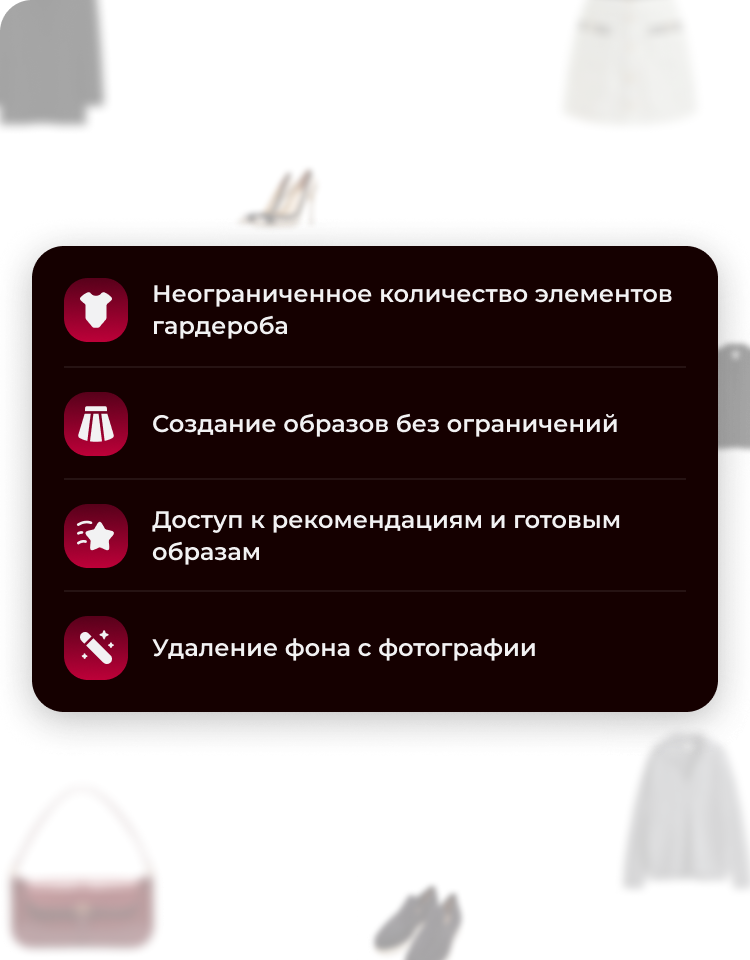 Неограниченное количество элементов
гардероба
Создание образов без ограничений
Доступ к рекомендациям и готовым
образам
Удаление фона с фотографии